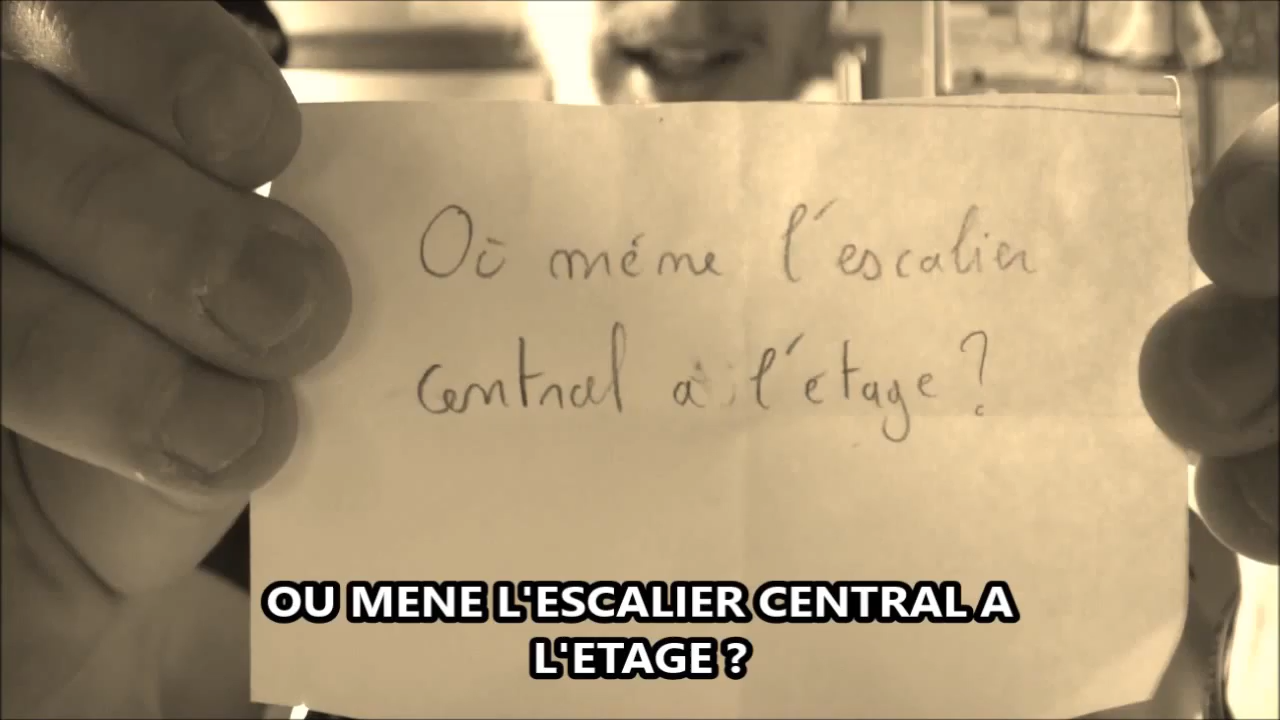 Où mène l'escalier
central a l'étage ?
OU MENE L'ESCALIER CENTRAL A
L'ETAGE ?